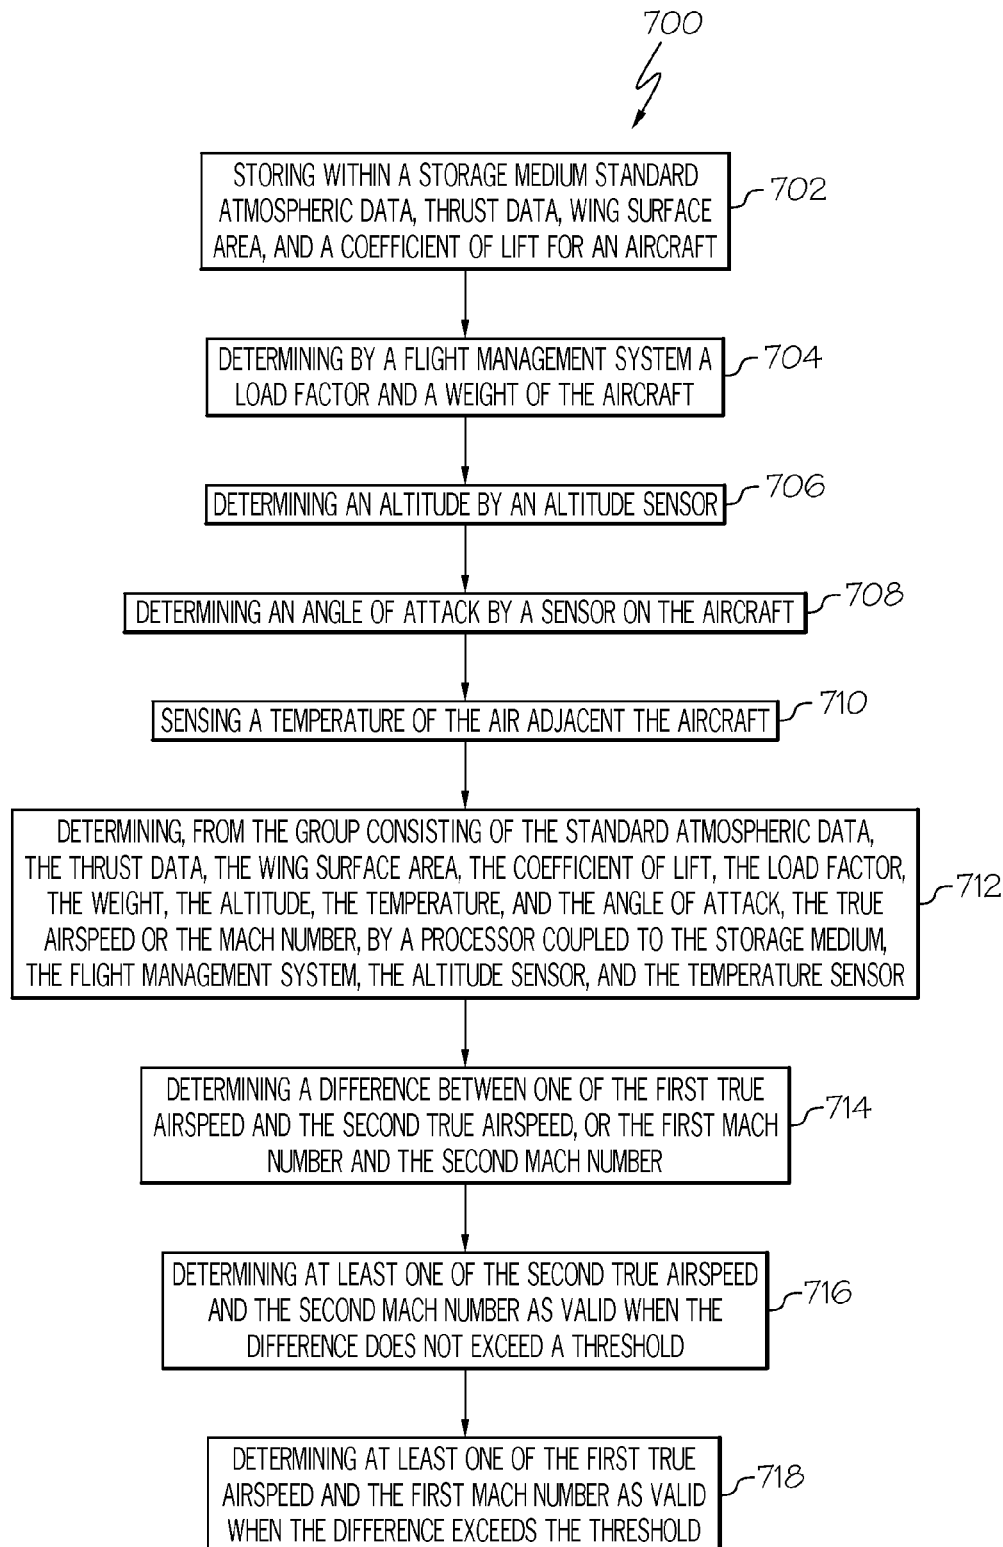 700
STORING WITHIN A STORAGE MEDIUM STANDARD
ATMOSPHERIC DATA, THRUST DATA, WING SURFACE
AREA, AND A COEFFICIENT OF LIFT FOR AN AIRCRAFT
702
DETERMINING BY A FLIGHT MANAGEMENT SYSTEM A
LOAD FACTOR AND A WEIGHT OF THE AIRCRAFT
704
DETERMINING AN ALTITUDE BY AN ALTITUDE SENSOR
706
DETERMINING AN ANGLE OF ATTACK BY A SENSOR ON THE AIRCRAFT
708
SENSING A TEMPERATURE OF THE AIR ADJACENT THE AIRCRAFT
710
DETERMINING, FROM THE GROUP CONSISTING OF THE STANDARD ATMOSPHERIC DATA,
THE THRUST DATA, THE WING SURFACE AREA, THE COEFFICIENT OF LIFT, THE LOAD FACTOR,
THE WEIGHT, THE ALTITUDE, THE TEMPERATURE, AND THE ANGLE OF ATTACK, THE TRUE
AIRSPEED OR THE MACH NUMBER, BY A PROCESSOR COUPLED TO THE STORAGE MEDIUM,
THE FLIGHT MANAGEMENT SYSTEM, THE ALTITUDE SENSOR, AND THE TEMPERATURE SENSOR
712
DETERMINING A DIFFERENCE BETWEEN ONE OF THE FIRST TRUE
AIRSPEED AND THE SECOND TRUE AIRSPEED, OR THE FIRST MACH
NUMBER AND THE SECOND MACH NUMBER
714
DETERMINING AT LEAST ONE OF THE SECOND TRUE AIRSPEED
AND THE SECOND MACH NUMBER AS VALID WHEN THE
DIFFERENCE DOES NOT EXCEED A THRESHOLD
716
DETERMINING AT LEAST ONE OF THE FIRST TRUE
AIRSPEED AND THE FIRST MACH NUMBER AS VALID
WHEN THE DIFFERENCE EXCEEDS THE THRESHOLD
718